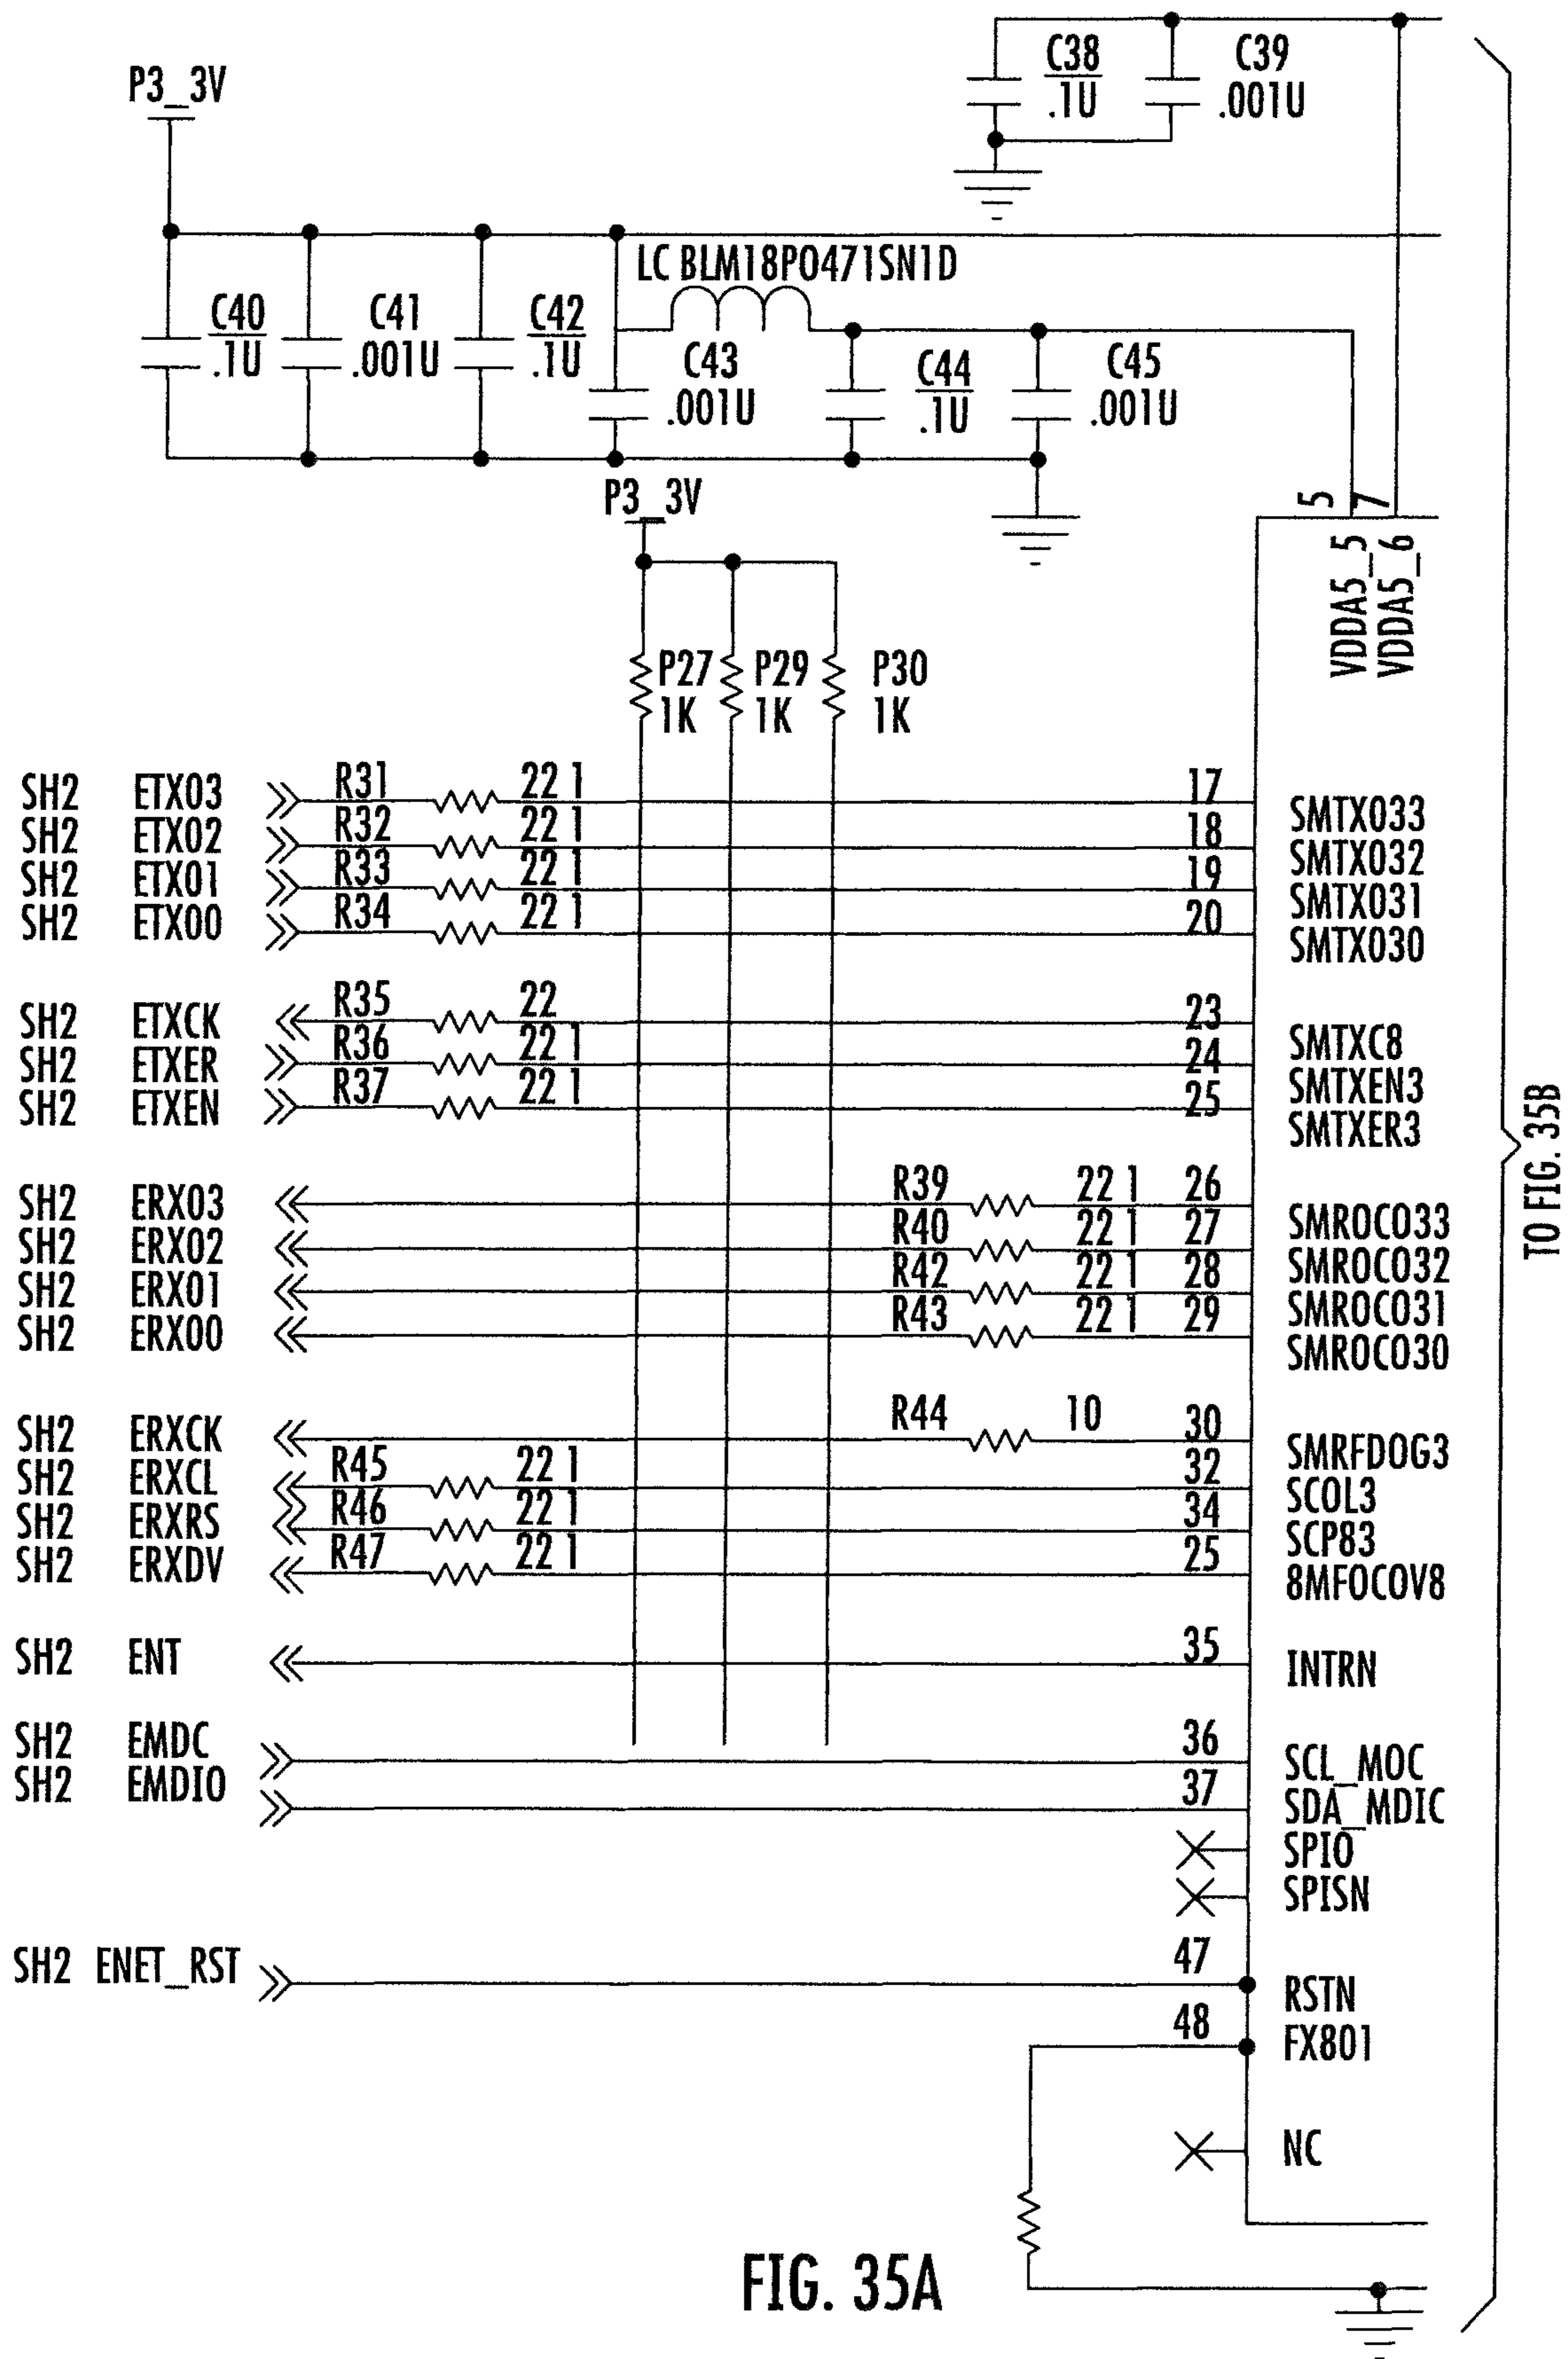 C38 C39
.1U .001U
P3_3V
LC BLM18PO471SN1D
C40 C41 C42
.1U .001U .1U
C43 C44 C45
.001U .1U .001U
P3_3V
5 7
VDDA5_5
VDDA5_6
P27 P29 P30
1K 1K 1K
SH2 ETX03 R31 22 1 17 SMTX033
SH2 ETX02 R32 22 1 18 SMTX032
SH2 ETX01 R33 22 1 19 SMTX031
SH2 ETX00 R34 22 1 20 SMTX030
SH2 ETXCK R35 22 23 SMTXC8
SH2 ETXER R36 22 1 24 SMTXEN3
SH2 ETXEN R37 22 1 25 SMTXER3
SH2 ERX03 R39 22 1 26 SMROCO33
SH2 ERX02 R40 22 1 27 SMROCO32
SH2 ERX01 R42 22 1 28 SMROCO31
SH2 ERX00 R43 22 1 29 SMROCO30
SH2 ERXCK R44 10 30 SMRFDOG3
SH2 ERXCL R45 22 1 32 SCOL3
SH2 ERXRS R46 22 1 34 SCP83
SH2 ERXDV R47 22 1 25 8MFOCOV8
SH2 ENT 35 INTRN
SH2 EMDC 36 SCL_MOC
SH2 EMDIO 37 SDA_MDIC
SPIO
SPISN
SH2 ENET_RST 47 RSTN
48 FX801
NC
TO FIG. 35B
FIG. 35A